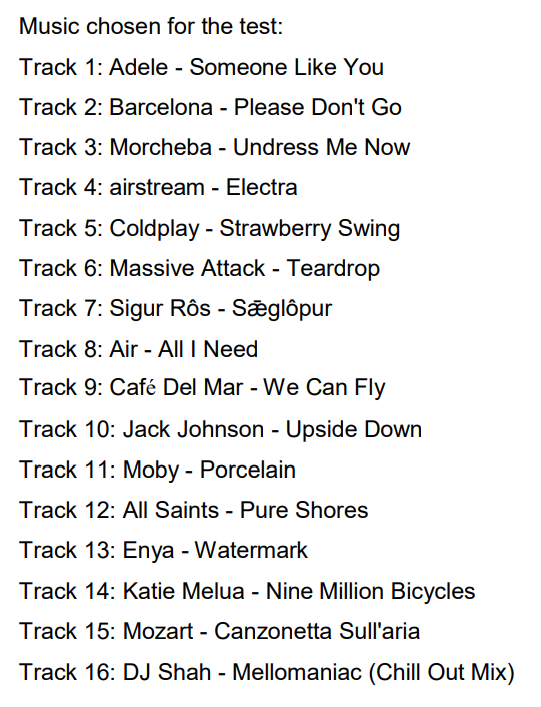 Music chosen for the test:
Track 1: Adele - Someone Like You
Track 2: Barcelona - Please Don't Go
Track 3: Morcheba - Undress Me Now
Track 4: airstream - Electra
Track 5: Coldplay - Strawberry Swing
Track 6: Massive Attack - Teardrop
Track 7: Sigur Rôs - Sǣglôpur
Track 8: Air - All I Need
Track 9: Café Del Mar - We Can Fly
Track 10: Jack Johnson - Upside Down
Track 11: Moby - Porcelain
Track 12: All Saints - Pure Shores
Track 13: Enya - Watermark
Track 14: Katie Melua - Nine Million Bicycles
Track 15: Mozart - Canzonetta Sull'aria
Track 16: DJ Shah - Mellomaniac (Chill Out Mix)